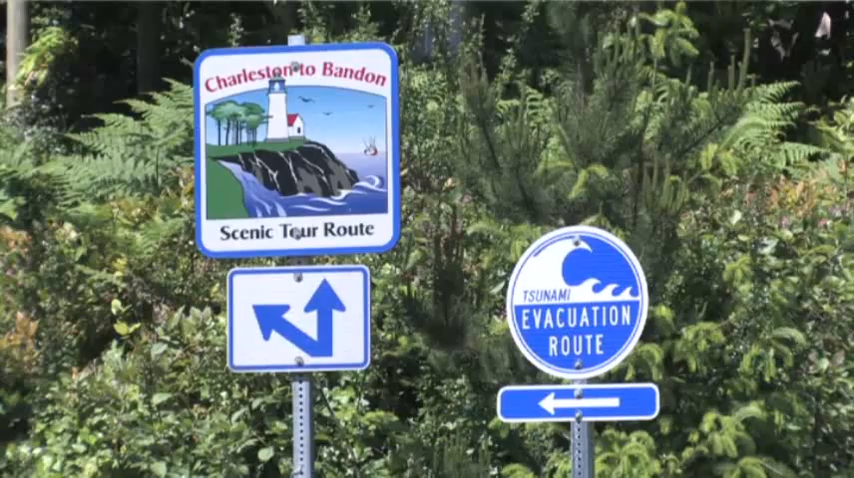 Charleston to Bandon
Scenic Tour Route
TSUNAMI
EVACUATION
ROUTE